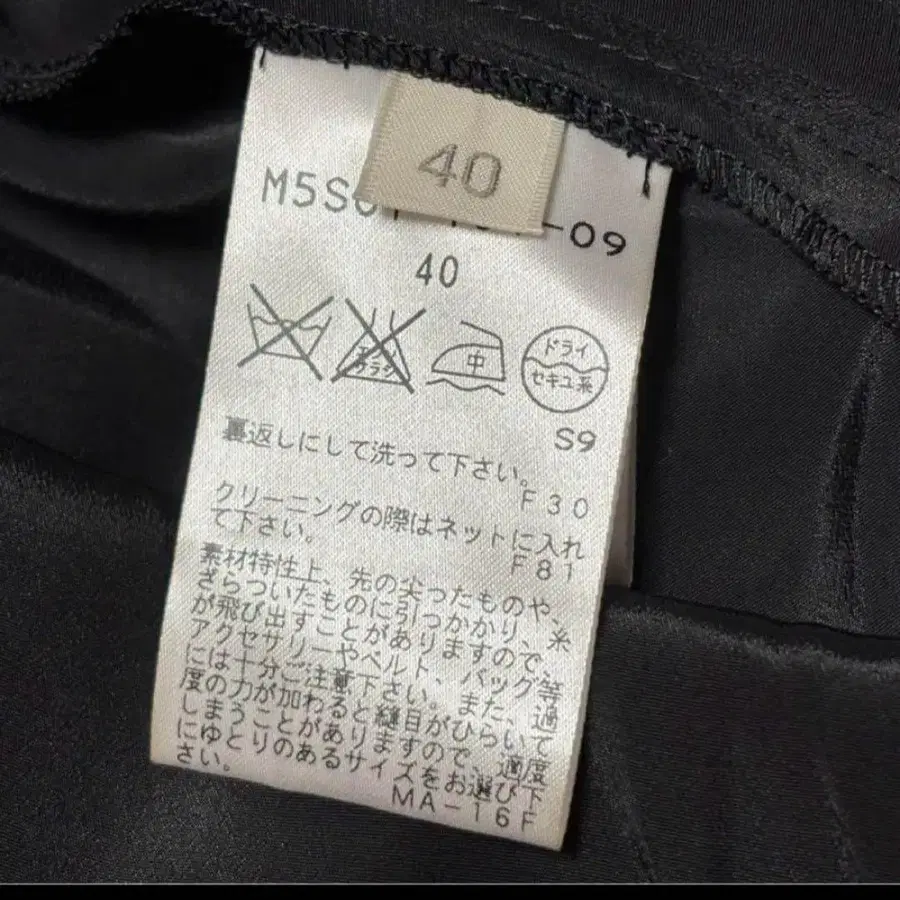 40
M5S
-09
40
中
ドライ
セキユ系
S9
裏返しにして洗って下さい。
F30
クリーニングの際はネットに入れ
て下さい。
F81
素材特性上、先の尖ったものや、
ざらついたものに引つかかり、糸
が飛び出すことがありますので、
アクセサリーやベルト、バッグ等
には十分ご注意下さい。また、過
度の力が加わると縫目がひらいて
しまうことがありますので、適度
にゆとりのあるサイズをお選び下
さい。
MA-16F